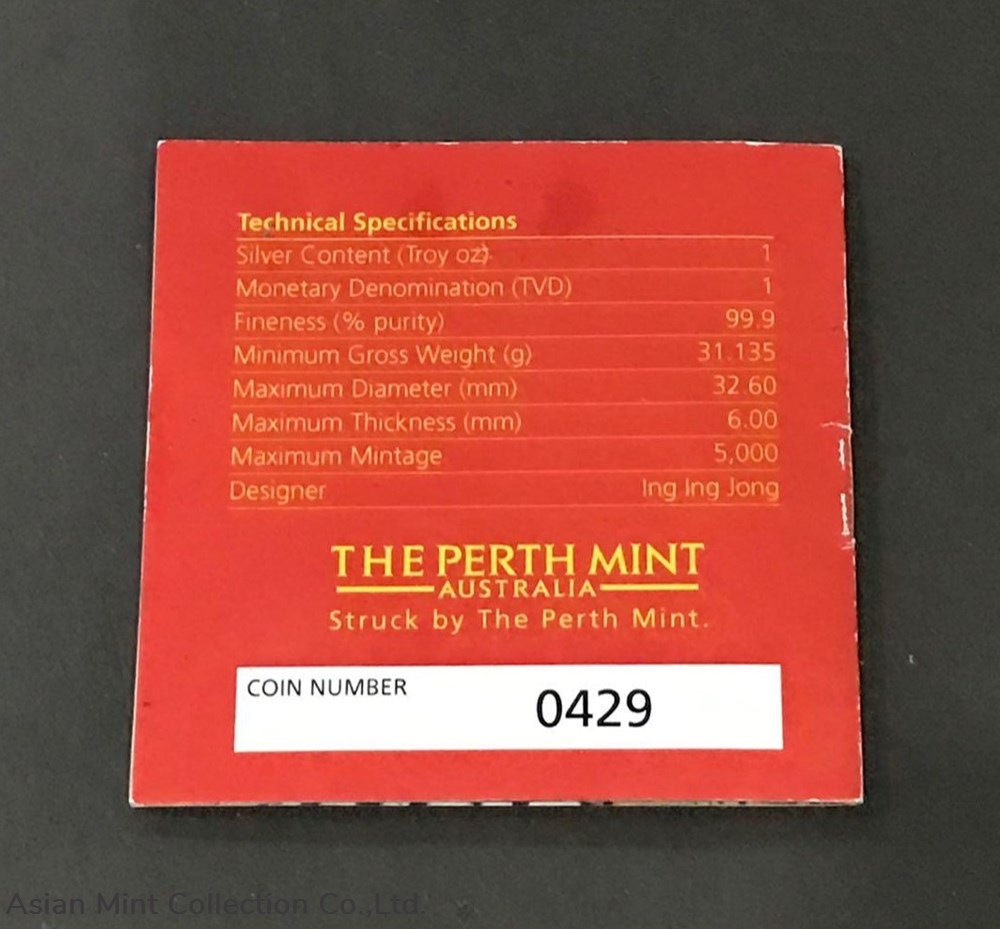 Technical Specifications
Silver Content (Troy oz) 1
Monetary Denomination (TVD) 1
Fineness (% purity) 99.9
Minimum Gross Weight (g) 31.135
Maximum Diameter (mm) 32.60
Maximum Thickness (mm) 6.00
Maximum Mintage 5,000
Designer Ing Ing Jong
THE PERTH MINT
AUSTRALIA
Struck by The Perth Mint.
COIN NUMBER 0429
Asian Mint Collection Co.,Ltd.